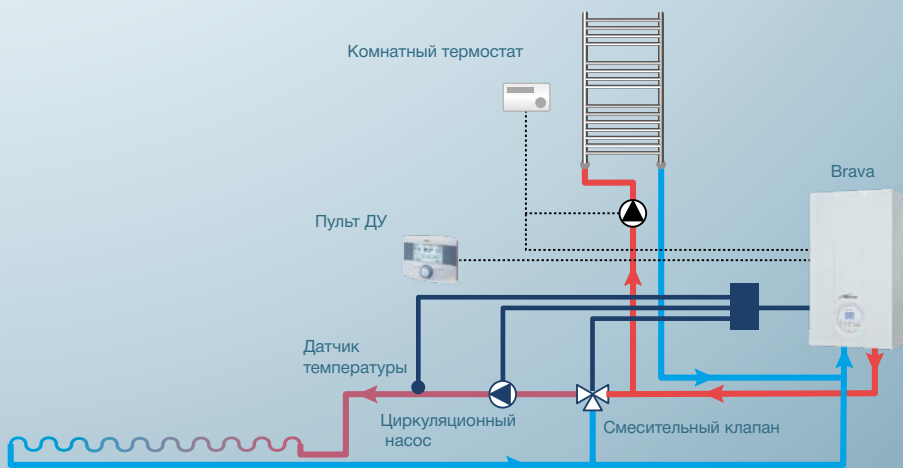 Комнатный термостат
Brava
Пульт ДУ
Датчик
температуры
Циркуляционный
насос
Смесительный клапан